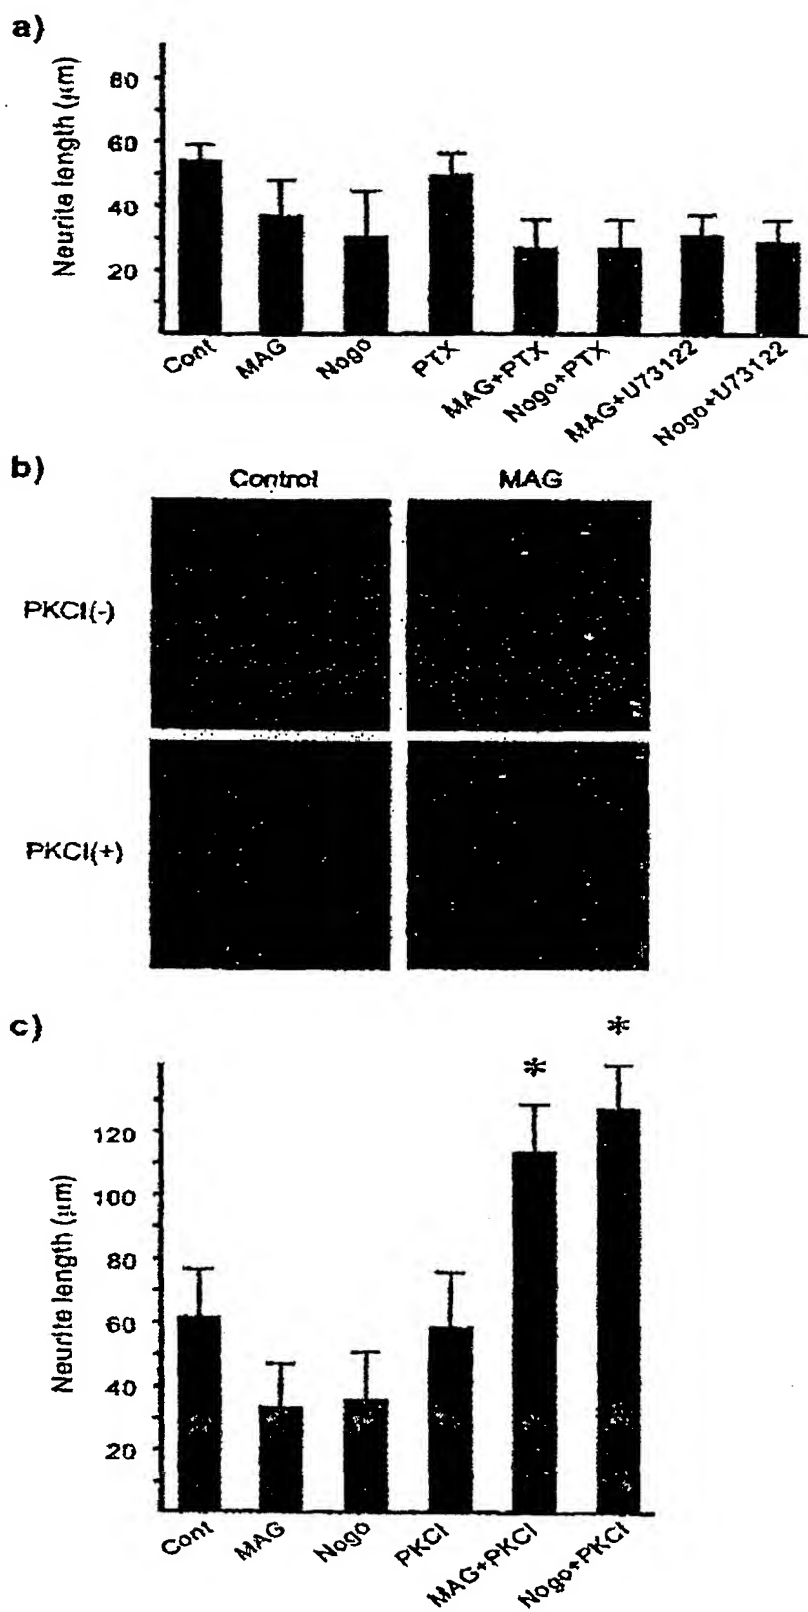 a)
Neurite length (μm)
80
60
40
20
Cont
MAG
Nogo
PTX
MAG+PTX
Nogo+PTX
MAG+U73122
Nogo+U73122
b)
Control
MAG
PKCI(-)
PKCI(+)
c)
*
*
Neurite length (μm)
120
100
80
60
40
20
Cont
MAG
Nogo
PKCI
MAG+PKCI
Nogo+PKCI